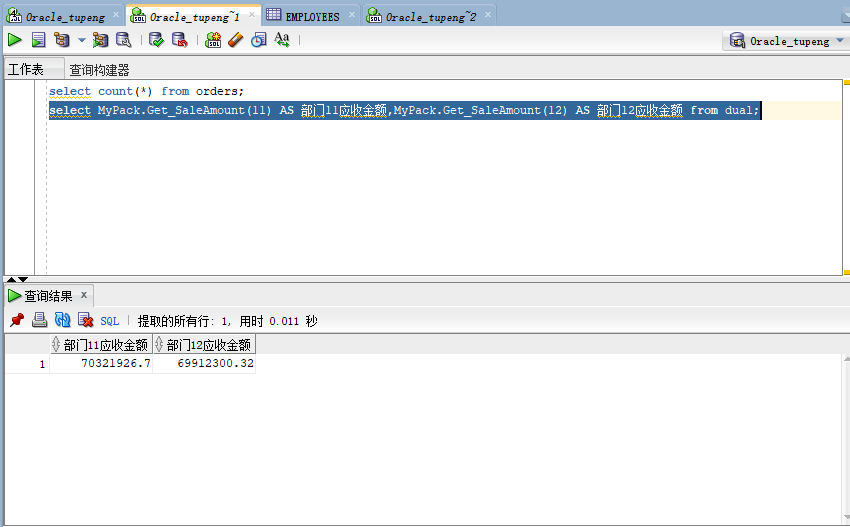 Oracle_tupeng Oracle_tupeng~1 EMPLOYEES Oracle_tupeng~2
Oracle_tupeng
工作表 查询构建器
select count(*) from orders;
select MyPack.Get_SaleAmount(11) AS 部门11应收金额,MyPack.Get_SaleAmount(12) AS 部门12应收金额 from dual;
查询结果
SQL 提取的所有行: 1, 用时 0.011 秒
部门11应收金额 部门12应收金额
1 70321926.7 69912300.32